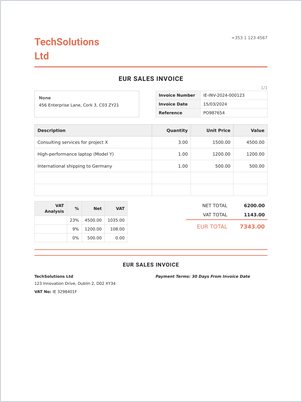 TechSolutions
Ltd
+353 1 123 4567
EUR SALES INVOICE
1/1
None
456 Enterprise Lane, Cork 3, C03 ZY21
Invoice Number IE-INV-2024-000123
Invoice Date 15/03/2024
Reference PO987654
Description Quantity Unit Price Value
Consulting services for project X 3.00 1500.00 4500.00
High-performance laptop (Model Y) 1.00 1200.00 1200.00
International shipping to Germany 1.00 500.00 500.00
VAT Analysis % Net VAT
23% 4500.00 1035.00
9% 1200.00 108.00
0% 500.00 0.00
NET TOTAL 6200.00
VAT TOTAL 1143.00
EUR TOTAL 7343.00
EUR SALES INVOICE
TechSolutions Ltd
123 Innovation Drive, Dublin 2, D02 XY34
VAT No: IE 3298401F
Payment Terms: 30 Days From Invoice Date